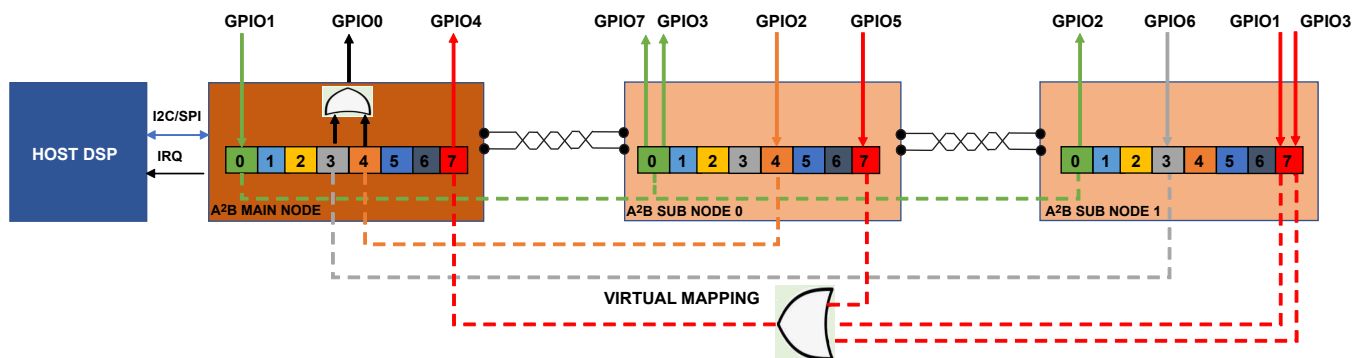 GPIO1 GPIO0 GPIO4 GPIO7 GPIO3 GPIO2 GPIO5 GPIO2 GPIO6 GPIO1 GPIO3
I2C/SPI
HOST DSP
IRQ
0 1 2 3 4 5 6 7
0 1 2 3 4 5 6 7
0 1 2 3 4 5 6 7
A²B MAIN NODE
A²B SUB NODE 0
A²B SUB NODE 1
VIRTUAL MAPPING